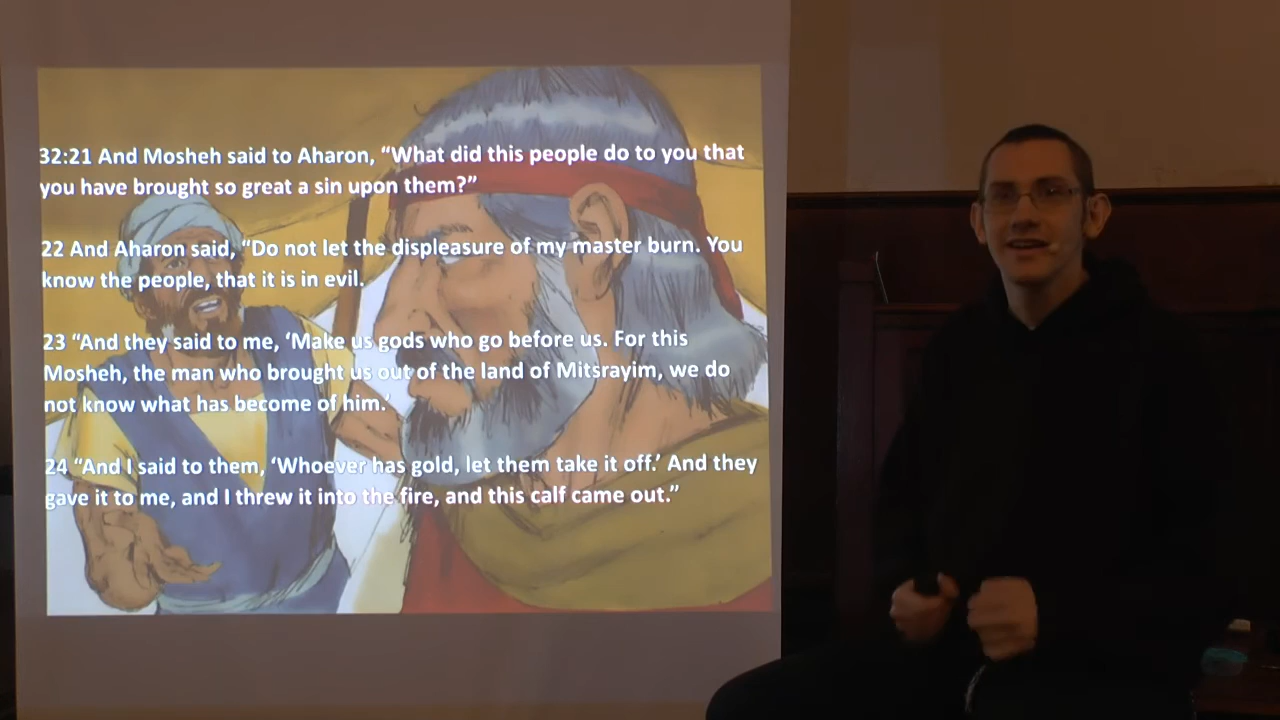 32:21 And Mosheh said to Aharon, “What did this people do to you that
you have brought so great a sin upon them?”
22 And Aharon said, “Do not let the displeasure of my master burn. You
know the people, that it is in evil.
23 “And they said to me, ‘Make us gods who go before us. For this
Mosheh, the man who brought us out of the land of Mitsrayim, we do
not know what has become of him.’
24 “And I said to them, ‘Whoever has gold, let them take it off.’ And they
gave it to me, and I threw it into the fire, and this calf came out.”